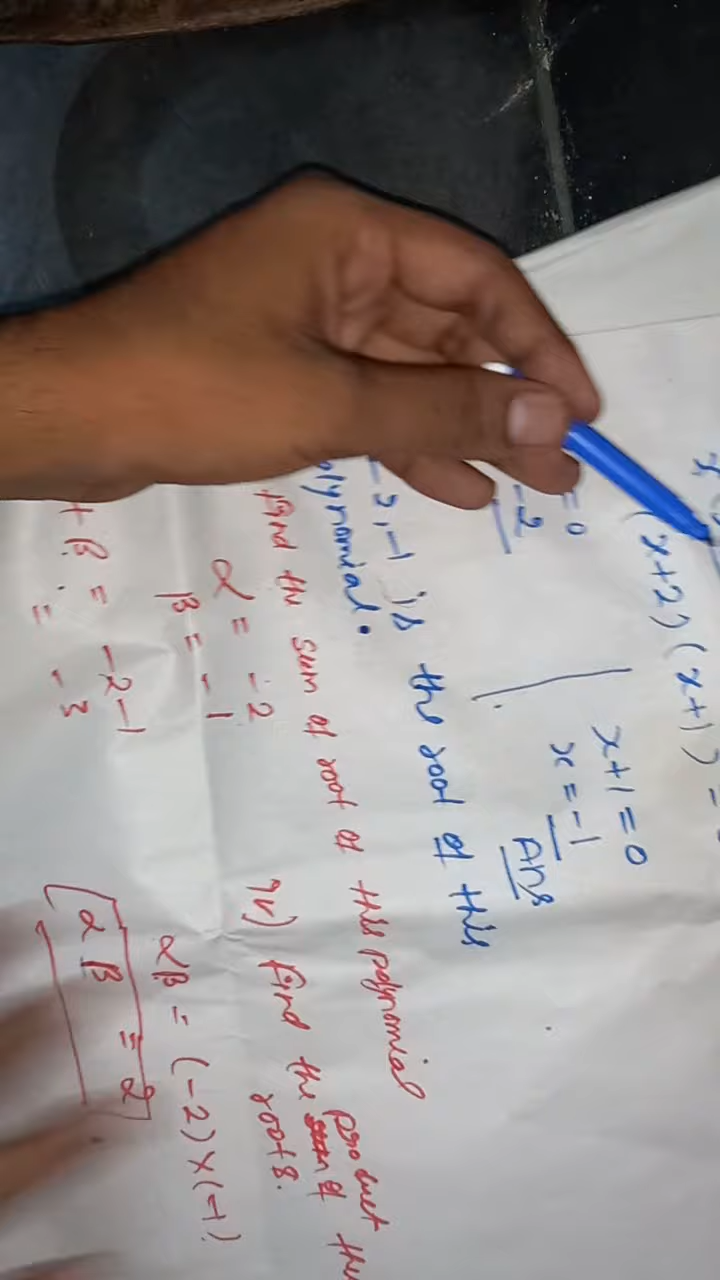 (x+2)(x+1) =
x+1=0
=0
x=-1
-2
Ans
-2,-1 is the root of this
polynomial.
find the sum of root of this polynomial
α = -2
β = -1
+ β = -2-1
= -3
iv) find the product sum of the
roots.
αβ = (-2)×(-1)
αβ = 2